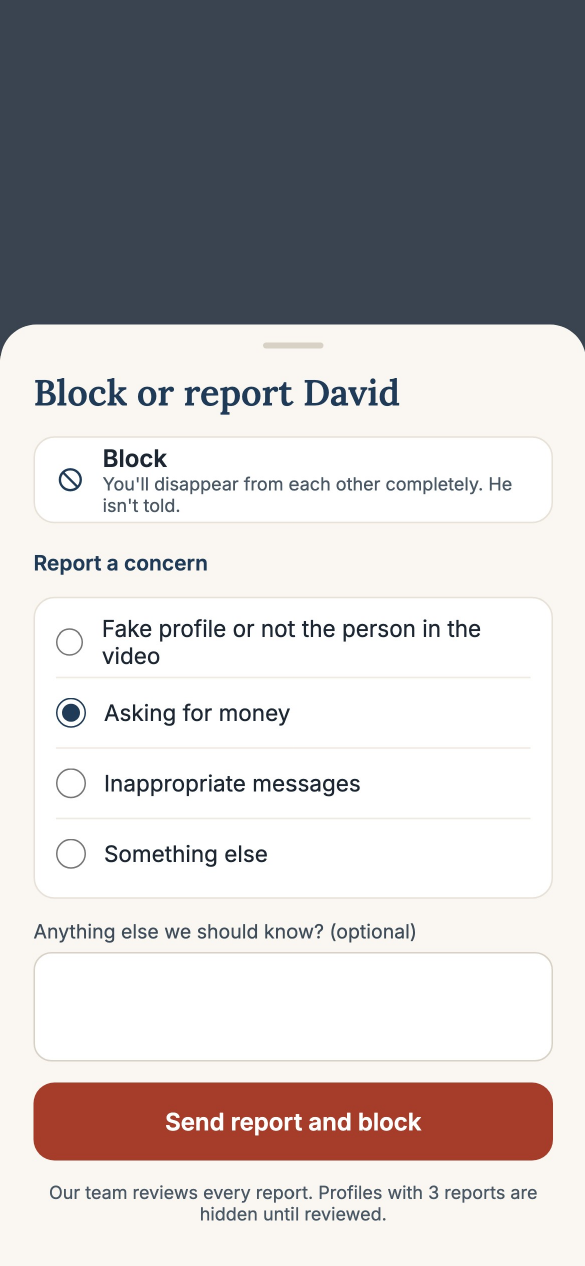 Block or report David
Block
You'll disappear from each other completely. He
isn't told.
Report a concern
Fake profile or not the person in the
video
Asking for money
Inappropriate messages
Something else
Anything else we should know? (optional)
Send report and block
Our team reviews every report. Profiles with 3 reports are
hidden until reviewed.